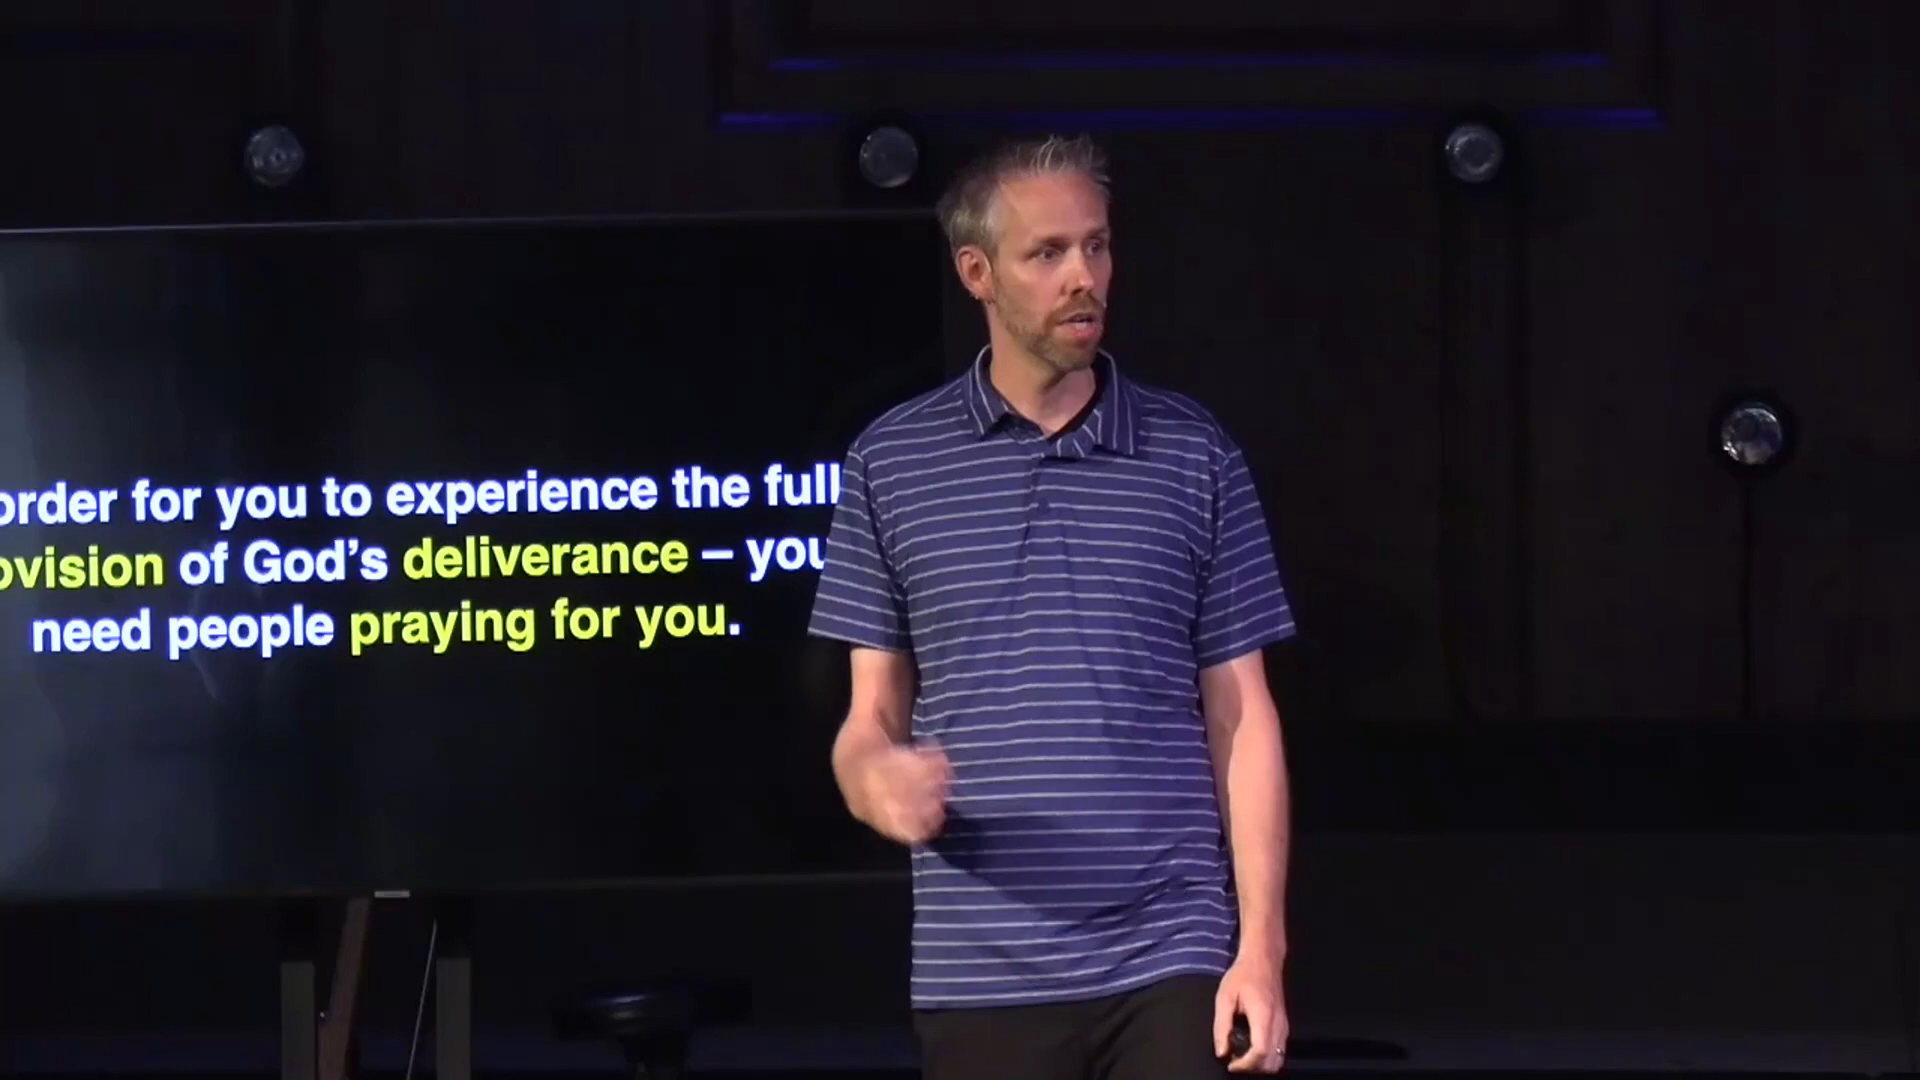 order for you to experience the full
ovision of God's deliverance – you
need people praying for you.